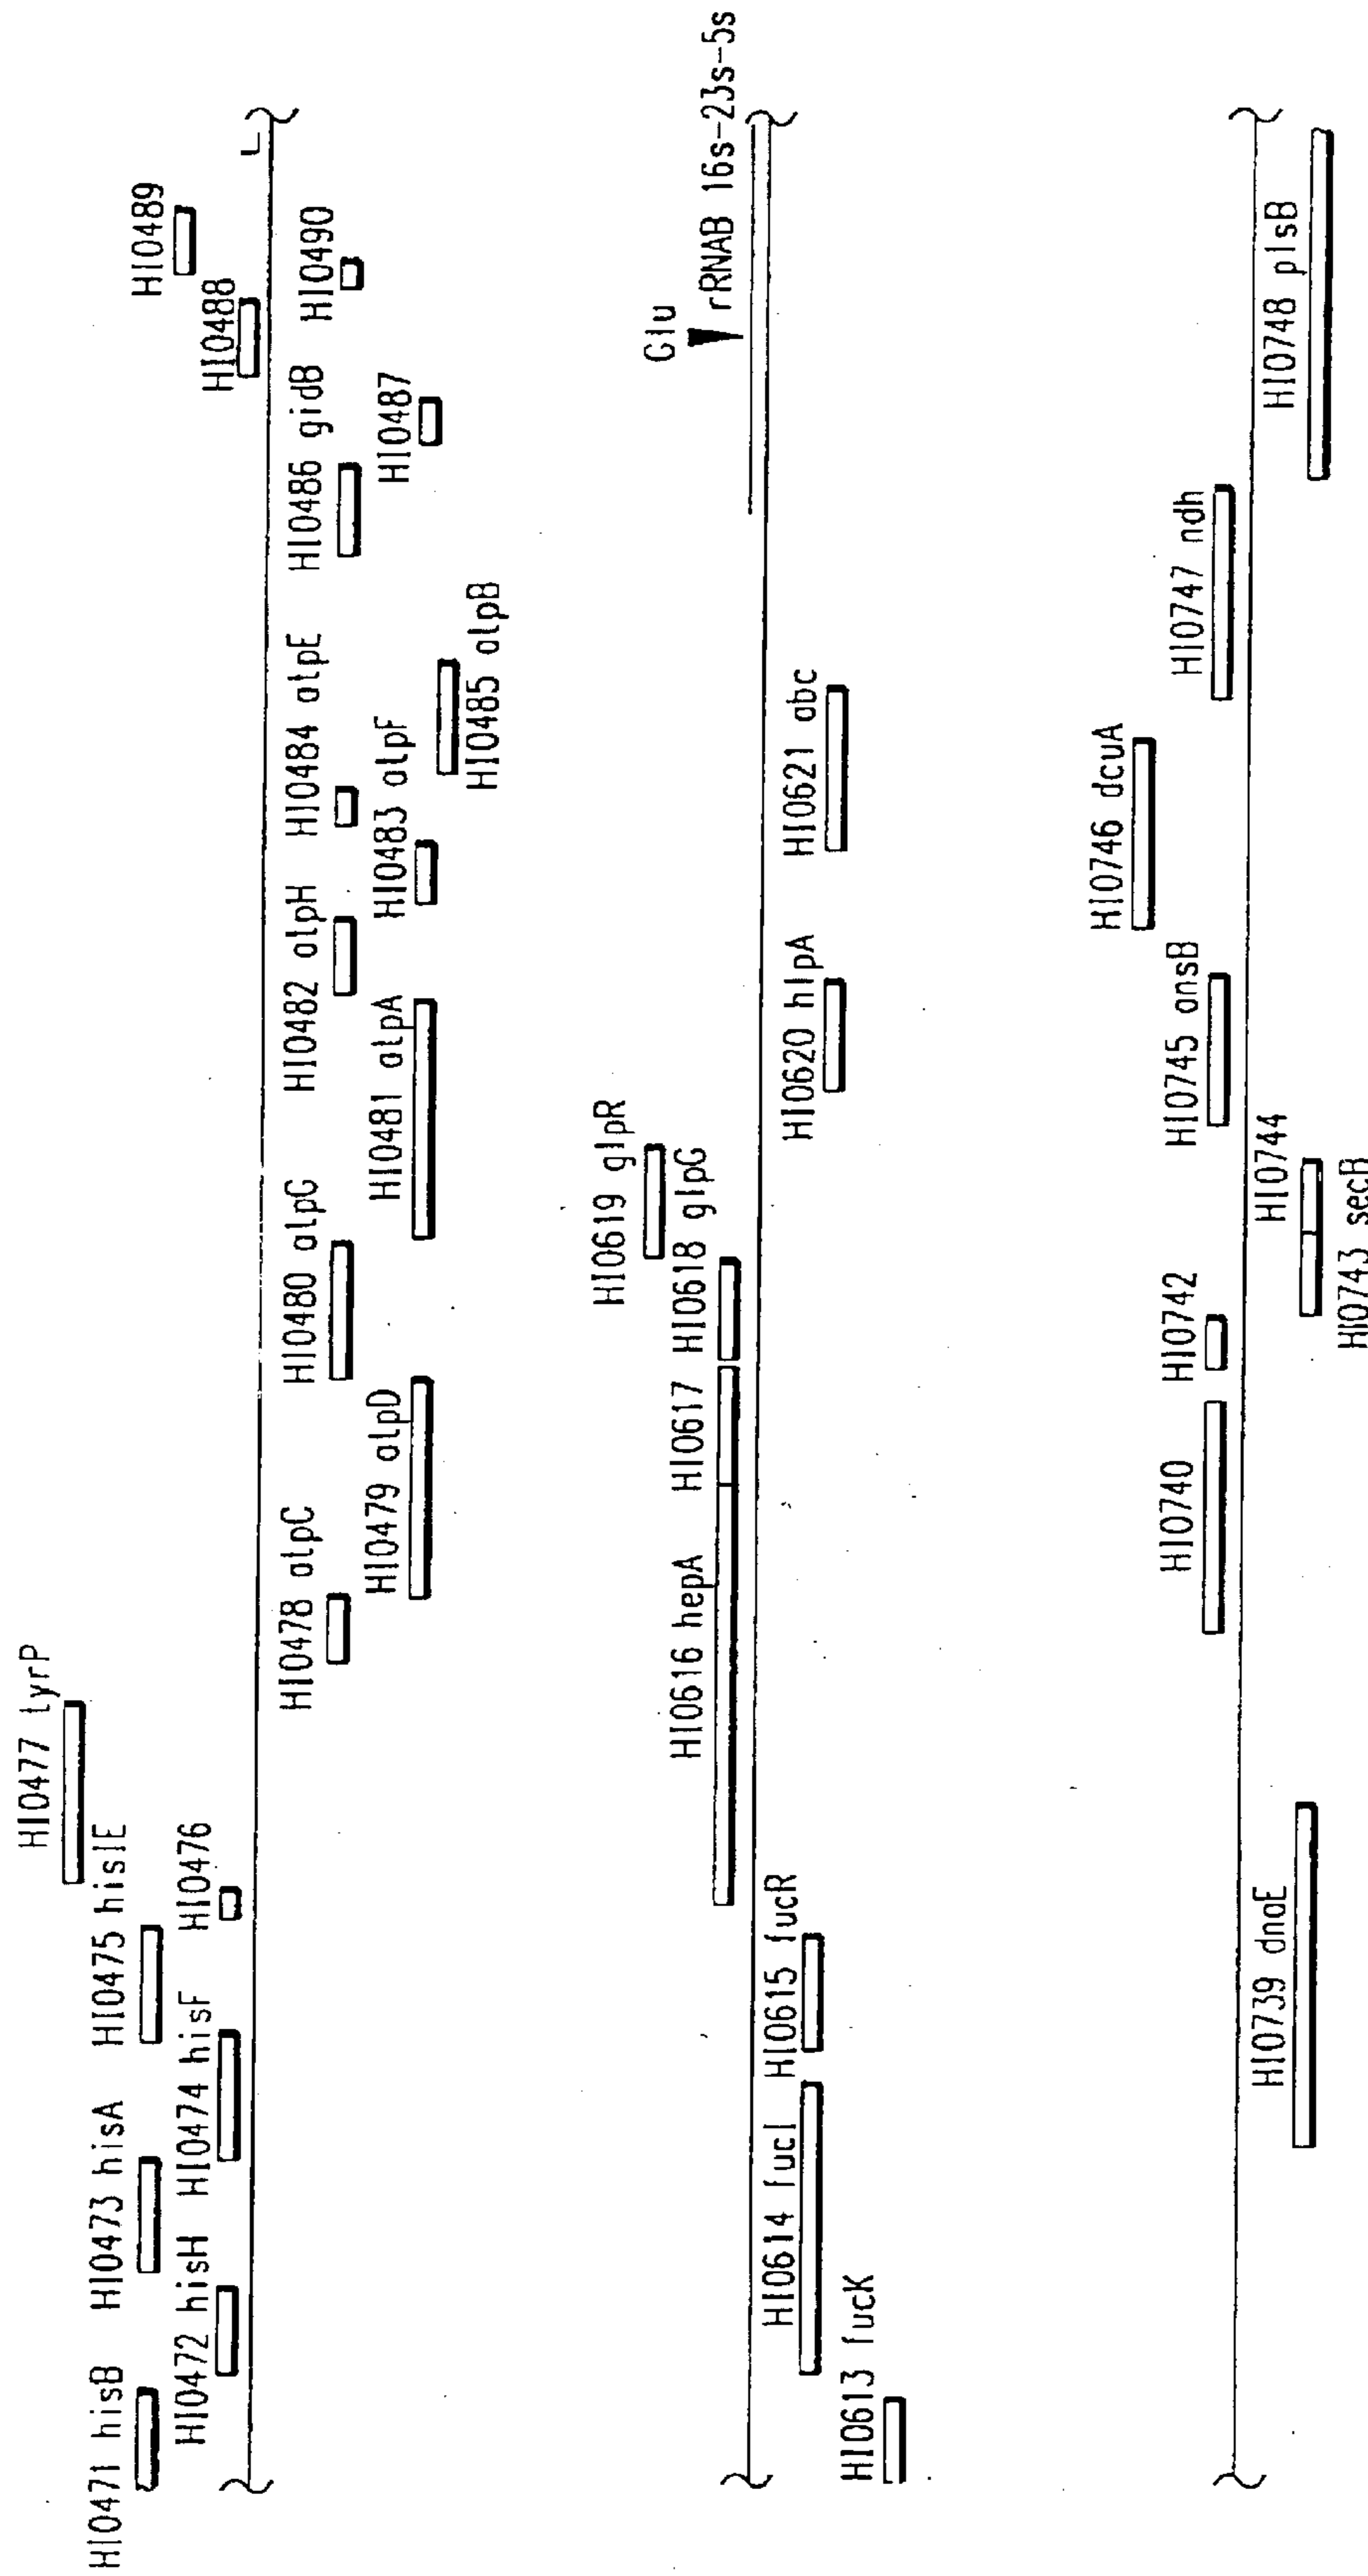 HI0471 hisB
HI0472 hisH
HI0473 hisA
HI0474 hisF
HI0475 hisIE
HI0476
HI0477 tyrP
HI0478 atpC
HI0479 atpD
HI0480 atpG
HI0481 atpA
HI0482 atpH
HI0483 atpF
HI0484 atpE
HI0485 atpB
HI0486 gidB
HI0487
HI0488
HI0489
HI0490
L
HI0613 fucK
HI0614 fucI
HI0615 fucR
HI0616 hepA
HI0617
HI0618 glpG
HI0619 glpR
HI0620 hlpA
HI0621 abc
Glu
rRNAB 16s-23s-5s
HI0739 dnaE
HI0740
HI0742
HI0743 secB
HI0744
HI0745 ansB
HI0746 dcuA
HI0747 ndh
HI0748 plsB